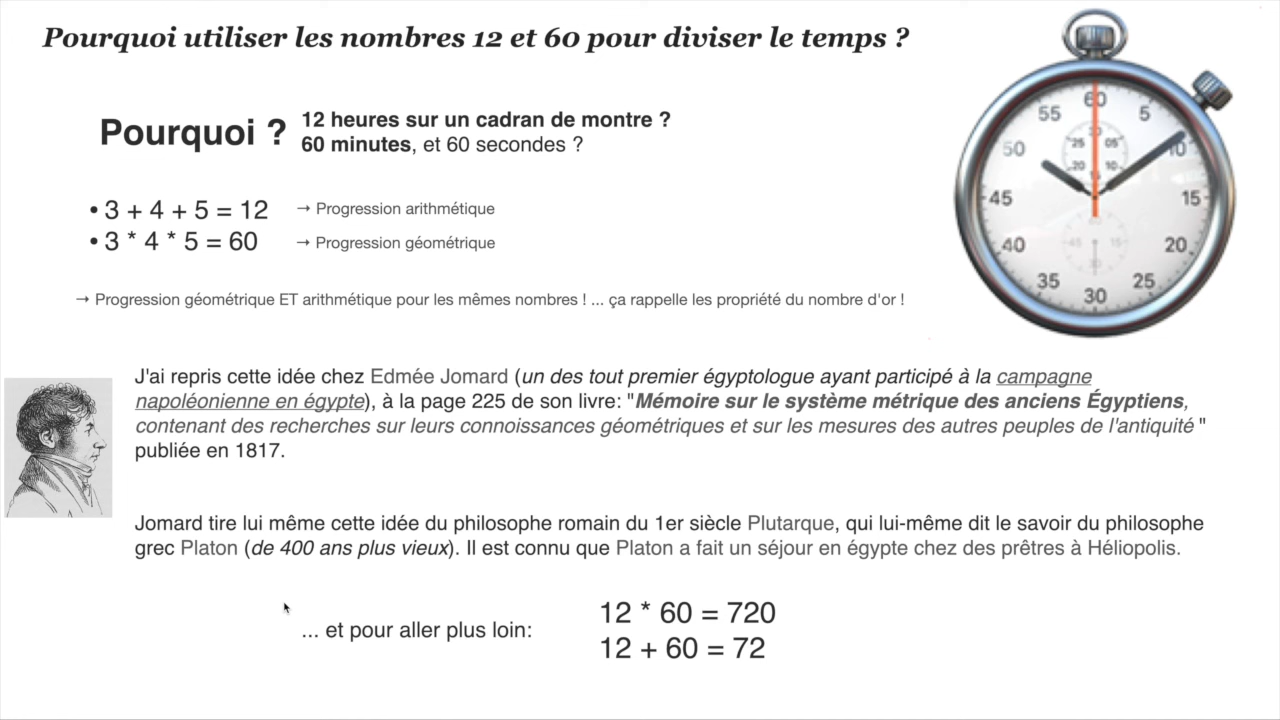 Pourquoi utiliser les nombres 12 et 60 pour diviser le temps ?
Pourquoi ?
12 heures sur un cadran de montre ?
60 minutes, et 60 secondes ?
• 3 + 4 + 5 = 12 → Progression arithmétique
• 3 * 4 * 5 = 60 → Progression géométrique
→ Progression géométrique ET arithmétique pour les mêmes nombres ! ... ça rappelle les propriété du nombre d'or !
J'ai repris cette idée chez Edmée Jomard (un des tout premier égyptologue ayant participé à la campagne
napoléonienne en égypte), à la page 225 de son livre: "Mémoire sur le système métrique des anciens Égyptiens,
contenant des recherches sur leurs connoissances géométriques et sur les mesures des autres peuples de l'antiquité "
publiée en 1817.
Jomard tire lui même cette idée du philosophe romain du 1er siècle Plutarque, qui lui-même dit le savoir du philosophe
grec Platon (de 400 ans plus vieux). Il est connu que Platon a fait un séjour en égypte chez des prêtres à Héliopolis.
... et pour aller plus loin:
12 * 60 = 720
12 + 60 = 72
60
5
10
15
20
25
30
35
40
45
50
55
25 05
20 10
45 15